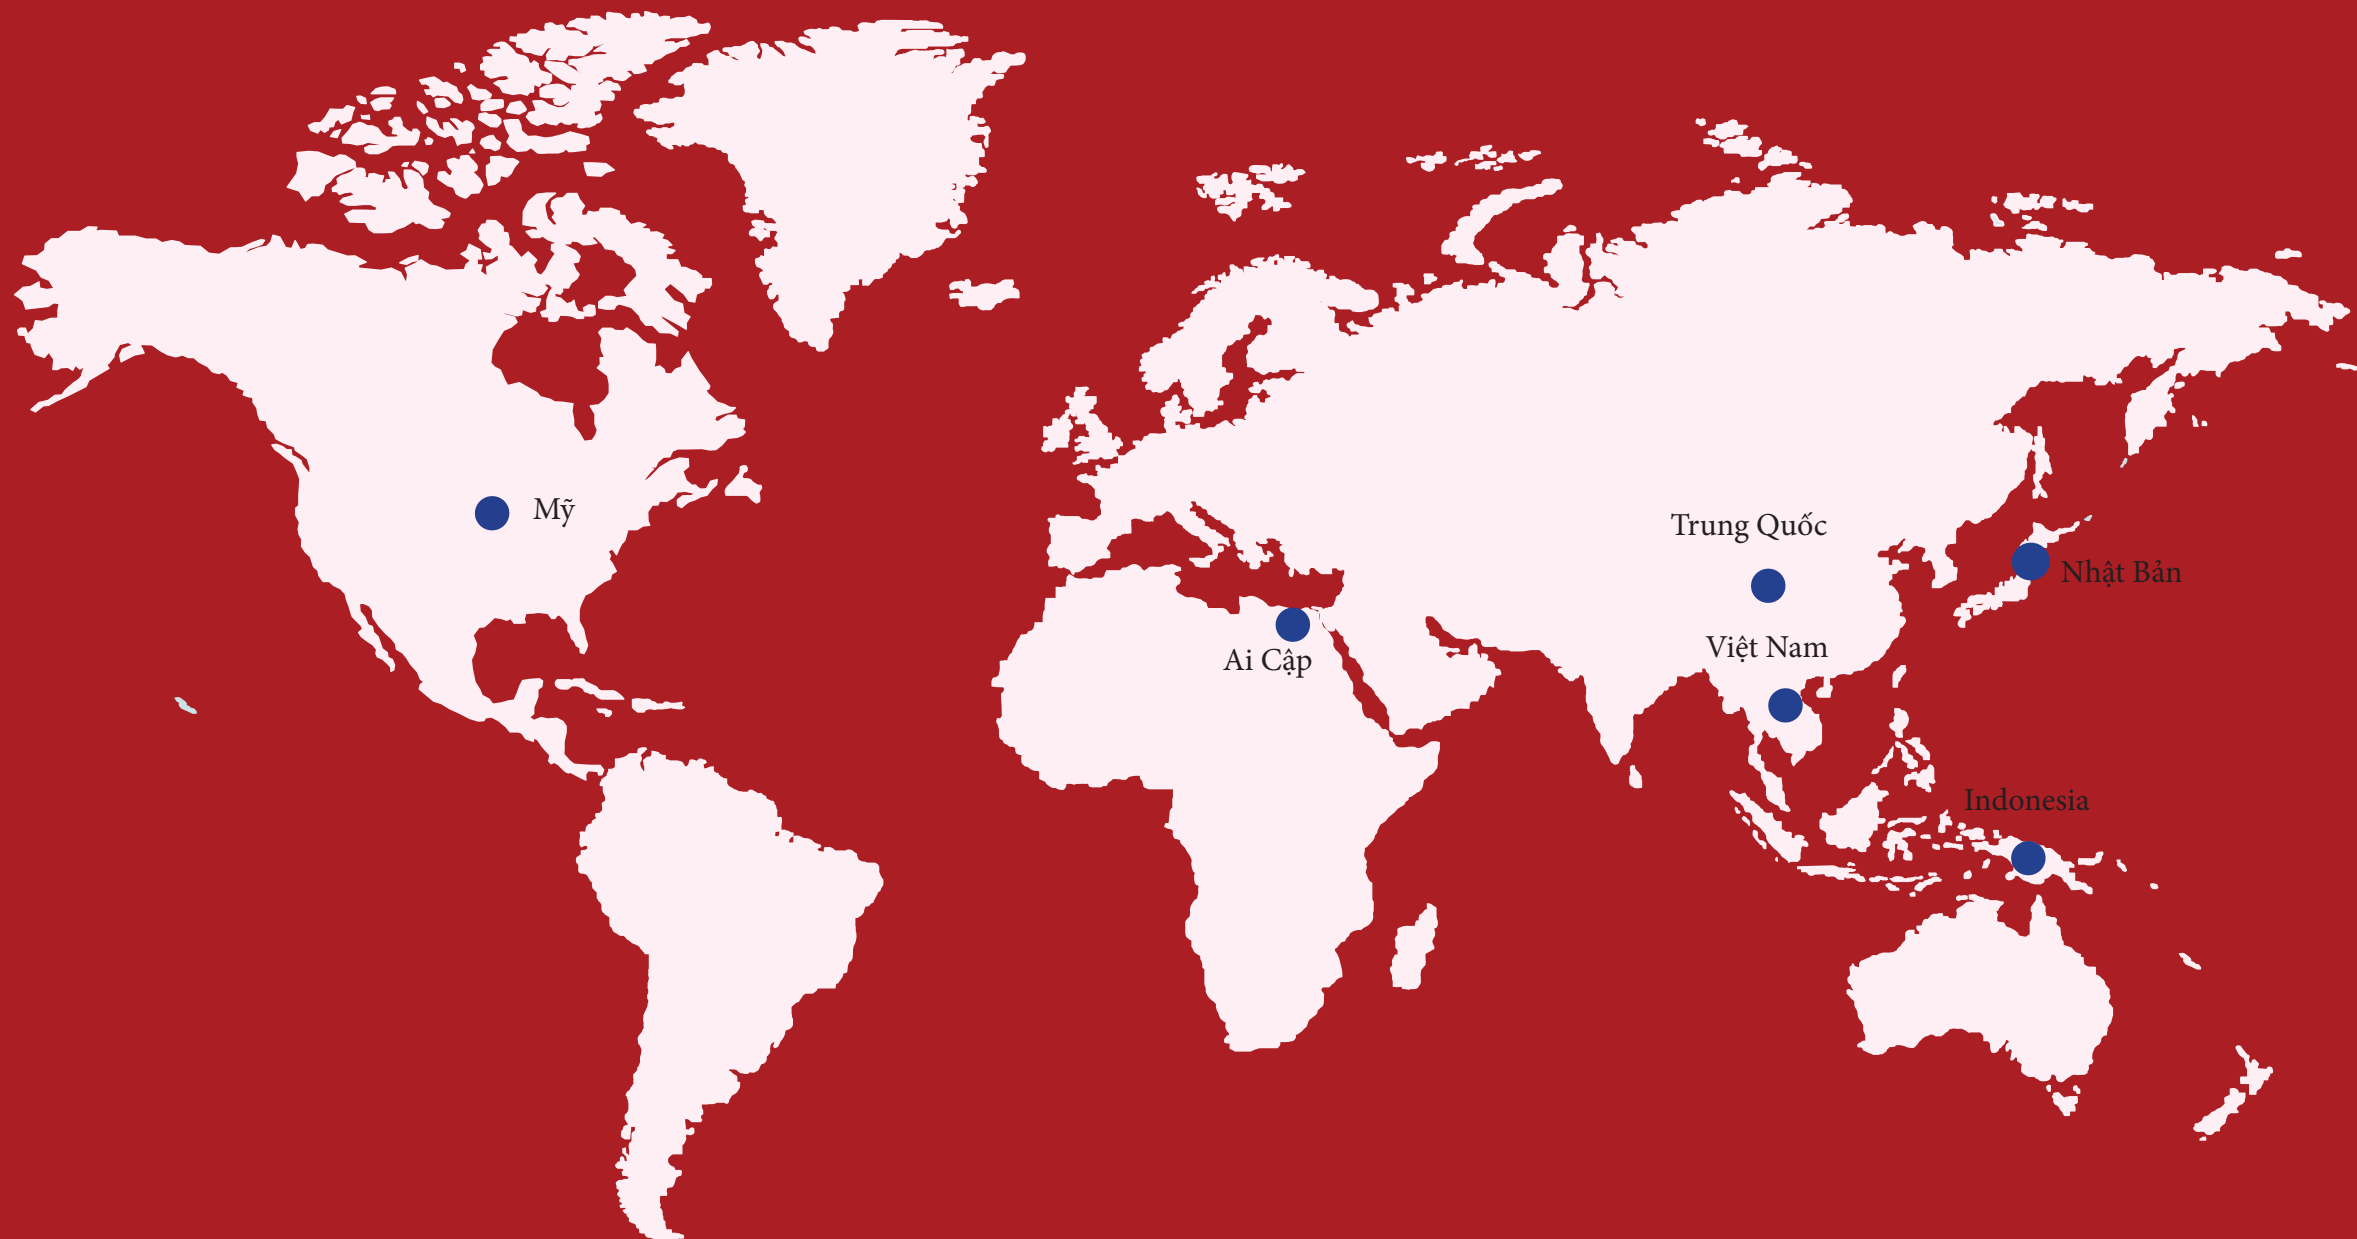 Mỹ
Trung Quốc
Nhật Bản
Việt Nam
Ai Cập
Indonesia